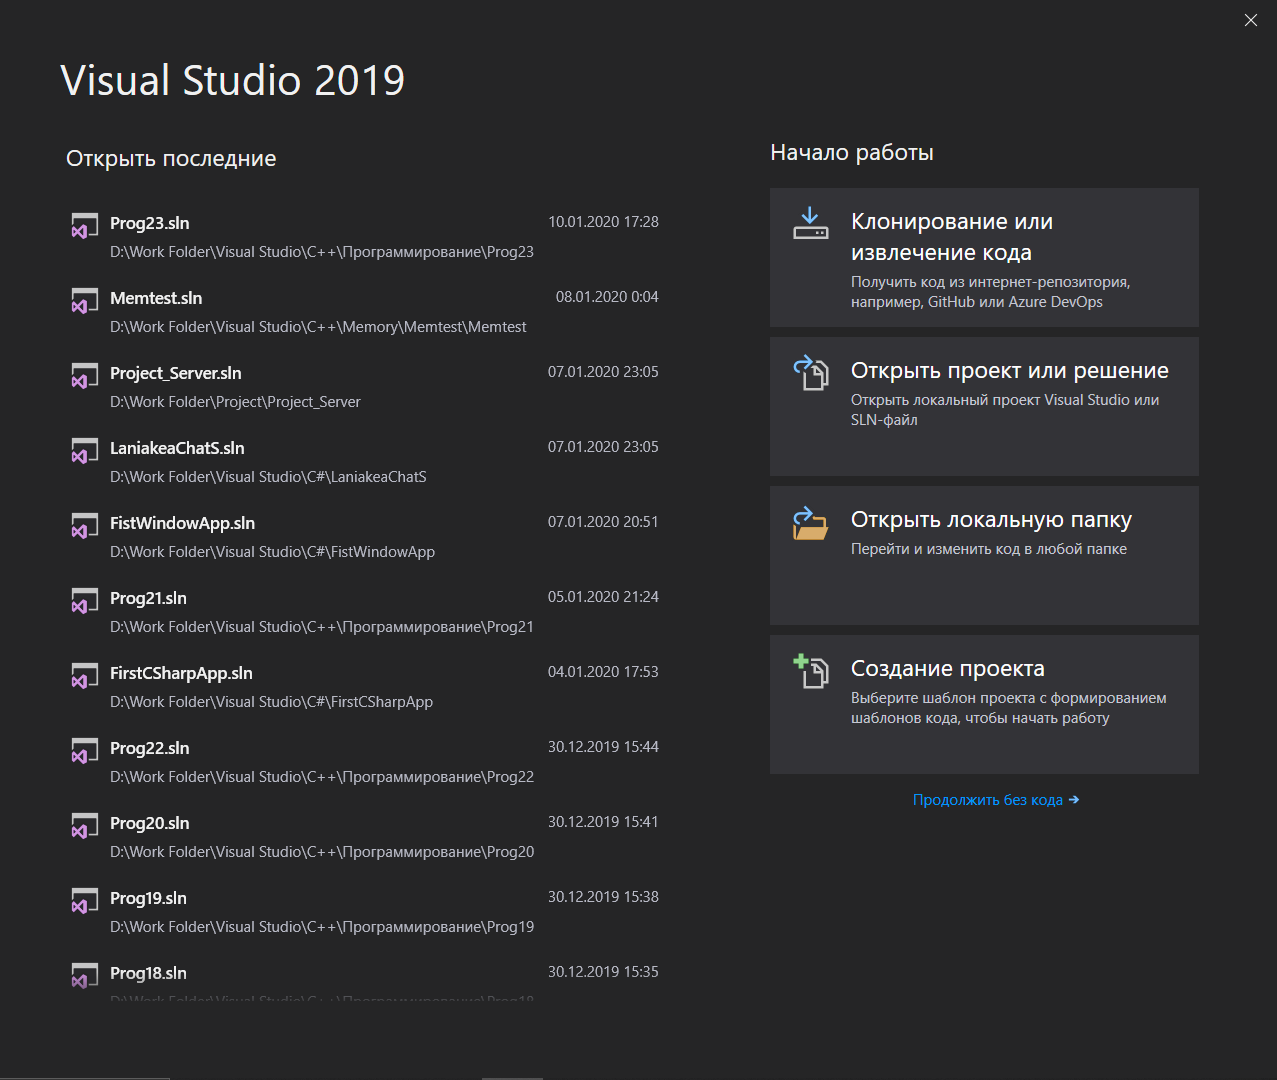 Visual Studio 2019
Открыть последние
Prog23.sln 10.01.2020 17:28
D:\Work Folder\Visual Studio\C++\Программирование\Prog23
Memtest.sln 08.01.2020 0:04
D:\Work Folder\Visual Studio\C++\Memory\Memtest\Memtest
Project_Server.sln 07.01.2020 23:05
D:\Work Folder\Project\Project_Server
LaniakeaChatS.sln 07.01.2020 23:05
D:\Work Folder\Visual Studio\C#\LaniakeaChatS
FistWindowApp.sln 07.01.2020 20:51
D:\Work Folder\Visual Studio\C#\FistWindowApp
Prog21.sln 05.01.2020 21:24
D:\Work Folder\Visual Studio\C++\Программирование\Prog21
FirstCSharpApp.sln 04.01.2020 17:53
D:\Work Folder\Visual Studio\C#\FirstCSharpApp
Prog22.sln 30.12.2019 15:44
D:\Work Folder\Visual Studio\C++\Программирование\Prog22
Prog20.sln 30.12.2019 15:41
D:\Work Folder\Visual Studio\C++\Программирование\Prog20
Prog19.sln 30.12.2019 15:38
D:\Work Folder\Visual Studio\C++\Программирование\Prog19
Prog18.sln 30.12.2019 15:35
D:\Work Folder\Visual Studio\C++\Программирование\Prog18
Начало работы
Клонирование или
извлечение кода
Получить код из интернет-репозитория,
например, GitHub или Azure DevOps
Открыть проект или решение
Открыть локальный проект Visual Studio или
SLN-файл
Открыть локальную папку
Перейти и изменить код в любой папке
Создание проекта
Выберите шаблон проекта с формированием
шаблонов кода, чтобы начать работу
Продолжить без кода →